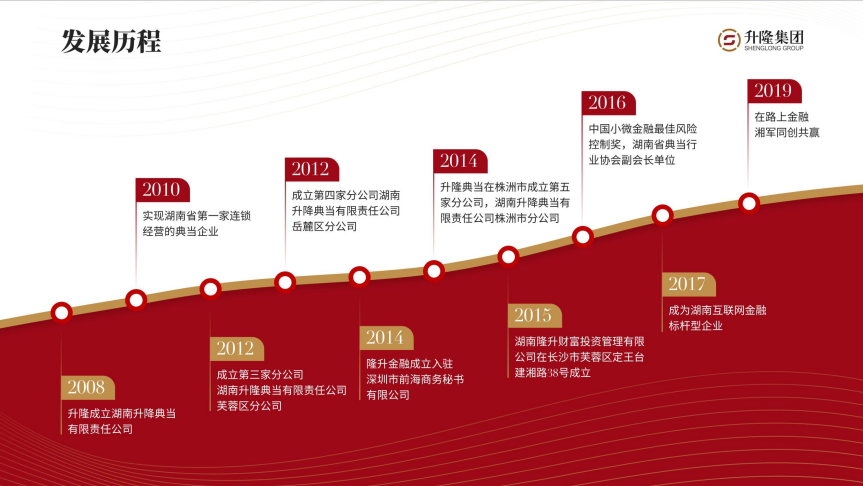 发展历程
升隆集团
SHENGLONG GROUP
2008
升隆成立湖南升降典当
有限责任公司
2010
实现湖南省第一家连锁
经营的典当企业
2012
成立第三家分公司
湖南升隆典当有限责任公司
芙蓉区分公司
2012
成立第四家分公司湖南
升降典当有限责任公司
岳麓区分公司
2014
隆升金融成立入驻
深圳市前海商务秘书
有限公司
2014
升隆典当在株洲市成立第五
家分公司，湖南升降典当有
限责任公司株洲市分公司
2015
湖南隆升财富投资管理有限
公司在长沙市芙蓉区定王台
建湘路38号成立
2016
中国小微金融最佳风险
控制奖，湖南省典当行
业协会副会长单位
2017
成为湖南互联网金融
标杆型企业
2019
在路上金融
湘军同创共赢